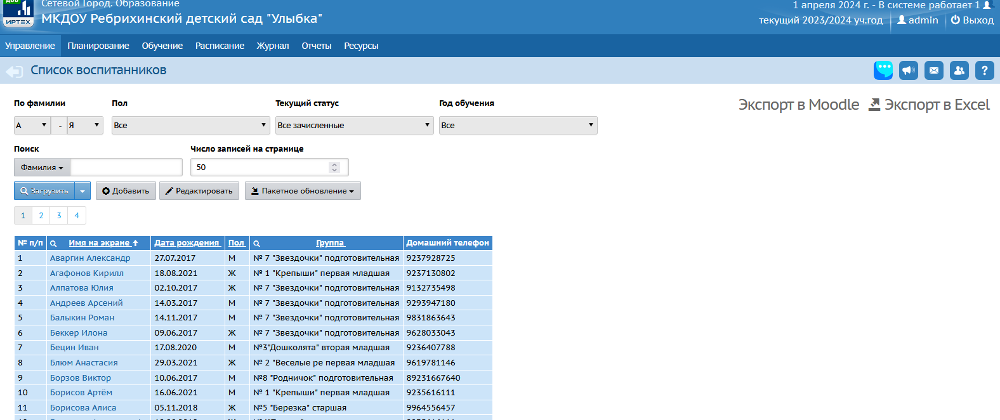 Сетевой Город. Образование
1 апреля 2024 г. - В системе работает 1
ИРТЕХ
МКДОУ Ребрихинский детский сад "Улыбка"
текущий 2023/2024 уч.год admin Выход
Управление Планирование Обучение Расписание Журнал Отчеты Ресурсы
Список воспитанников
?
По фамилии Пол Текущий статус Год обучения
Экспорт в Moodle Экспорт в Excel
А - Я Все Все зачисленные Все
Поиск Число записей на странице
Фамилия 50
Загрузить Добавить Редактировать Пакетное обновление
1 2 3 4
№ п/п Имя на экране Дата рождения Пол Группа Домашний телефон
1 Аваргин Александр 27.07.2017 М № 7 "Звездочки" подготовительная 9237928725
2 Агафонов Кирилл 18.08.2021 Ж № 1 "Крепыши" первая младшая 9237130802
3 Алпатова Юлия 02.10.2017 Ж № 7 "Звездочки" подготовительная 9132735498
4 Андреев Арсений 14.03.2017 М № 7 "Звездочки" подготовительная 9293947180
5 Балыкин Роман 14.11.2017 М № 7 "Звездочки" подготовительная 9831863643
6 Беккер Илона 09.06.2017 Ж № 7 "Звездочки" подготовительная 9628033043
7 Бецин Иван 17.08.2020 М №3"Дошколята" вторая младшая 9236407788
8 Блюм Анастасия 29.03.2021 Ж № 2 "Веселые ре первая младшая 9619781146
9 Борзов Виктор 10.06.2017 М №8 "Родничок" подготовительная 89231667640
10 Борисов Артём 16.06.2021 М № 1 "Крепыши" первая младшая 9235616111
11 Борисова Алиса 05.11.2018 Ж №5 "Березка" старшая 9964556457